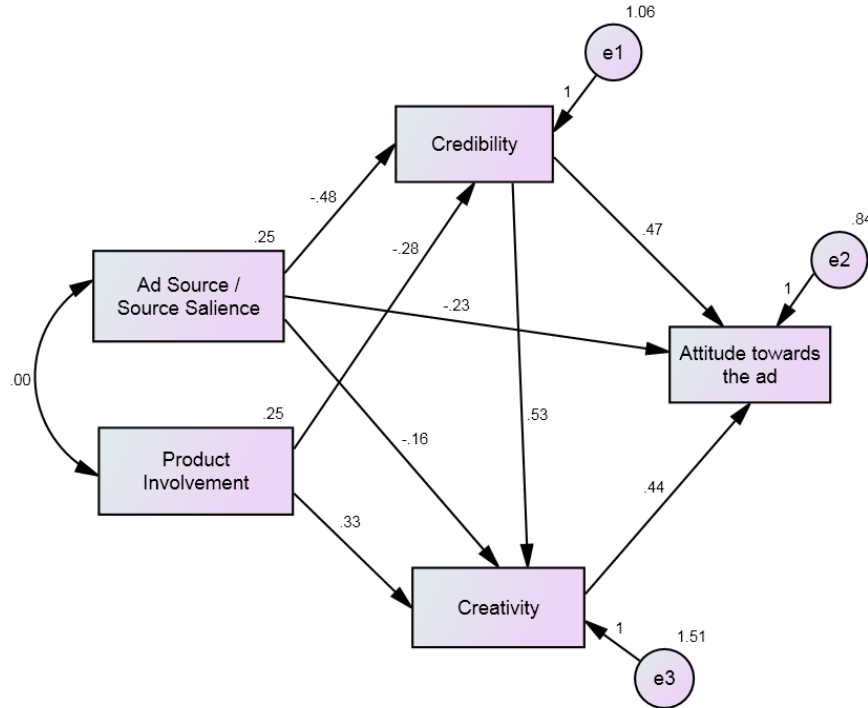 1.06
e1
1
Credibility
-.48
.25
-.28
.47
.84
e2
1
Ad Source /
Source Salience
-.23
Attitude towards
the ad
.00
.25
Product
Involvement
-.16
.53
.33
.44
Creativity
1
1.51
e3